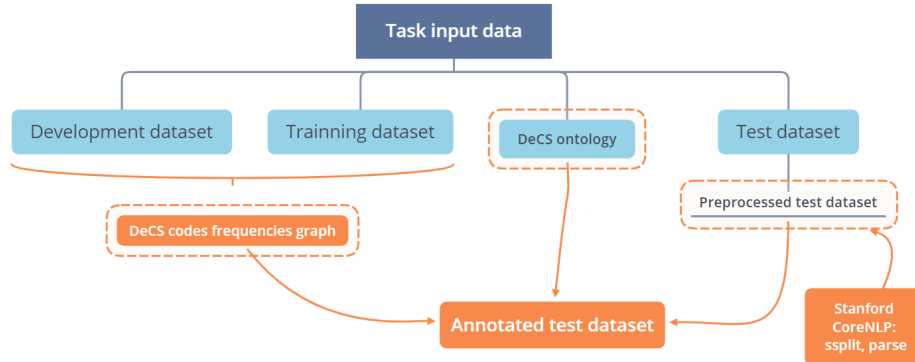 Task input data
Development dataset
Trainning dataset
DeCS ontology
Test dataset
Preprocessed test dataset
DeCS codes frequencies graph
Annotated test dataset
Stanford
CoreNLP:
ssplit, parse